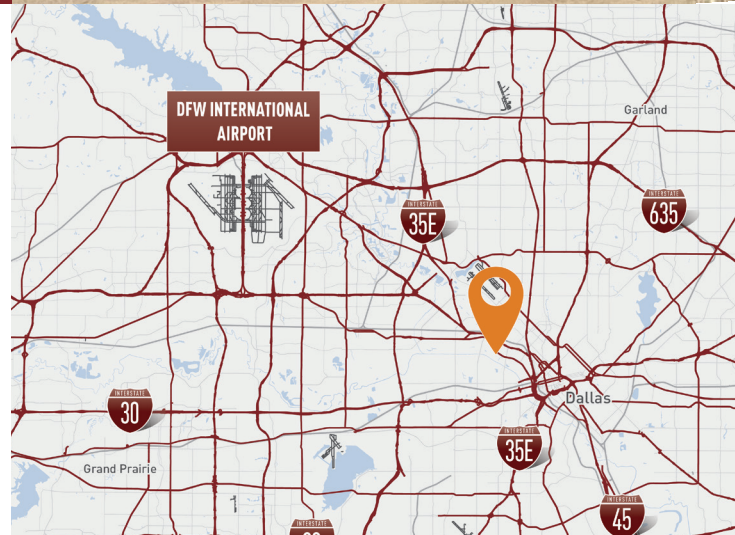 DFW INTERNATIONAL
AIRPORT
Garland
INTERSTATE
635
INTERSTATE
35E
INTERSTATE
30
Dallas
INTERSTATE
35E
Grand Prairie
INTERSTATE
45
INTERSTATE